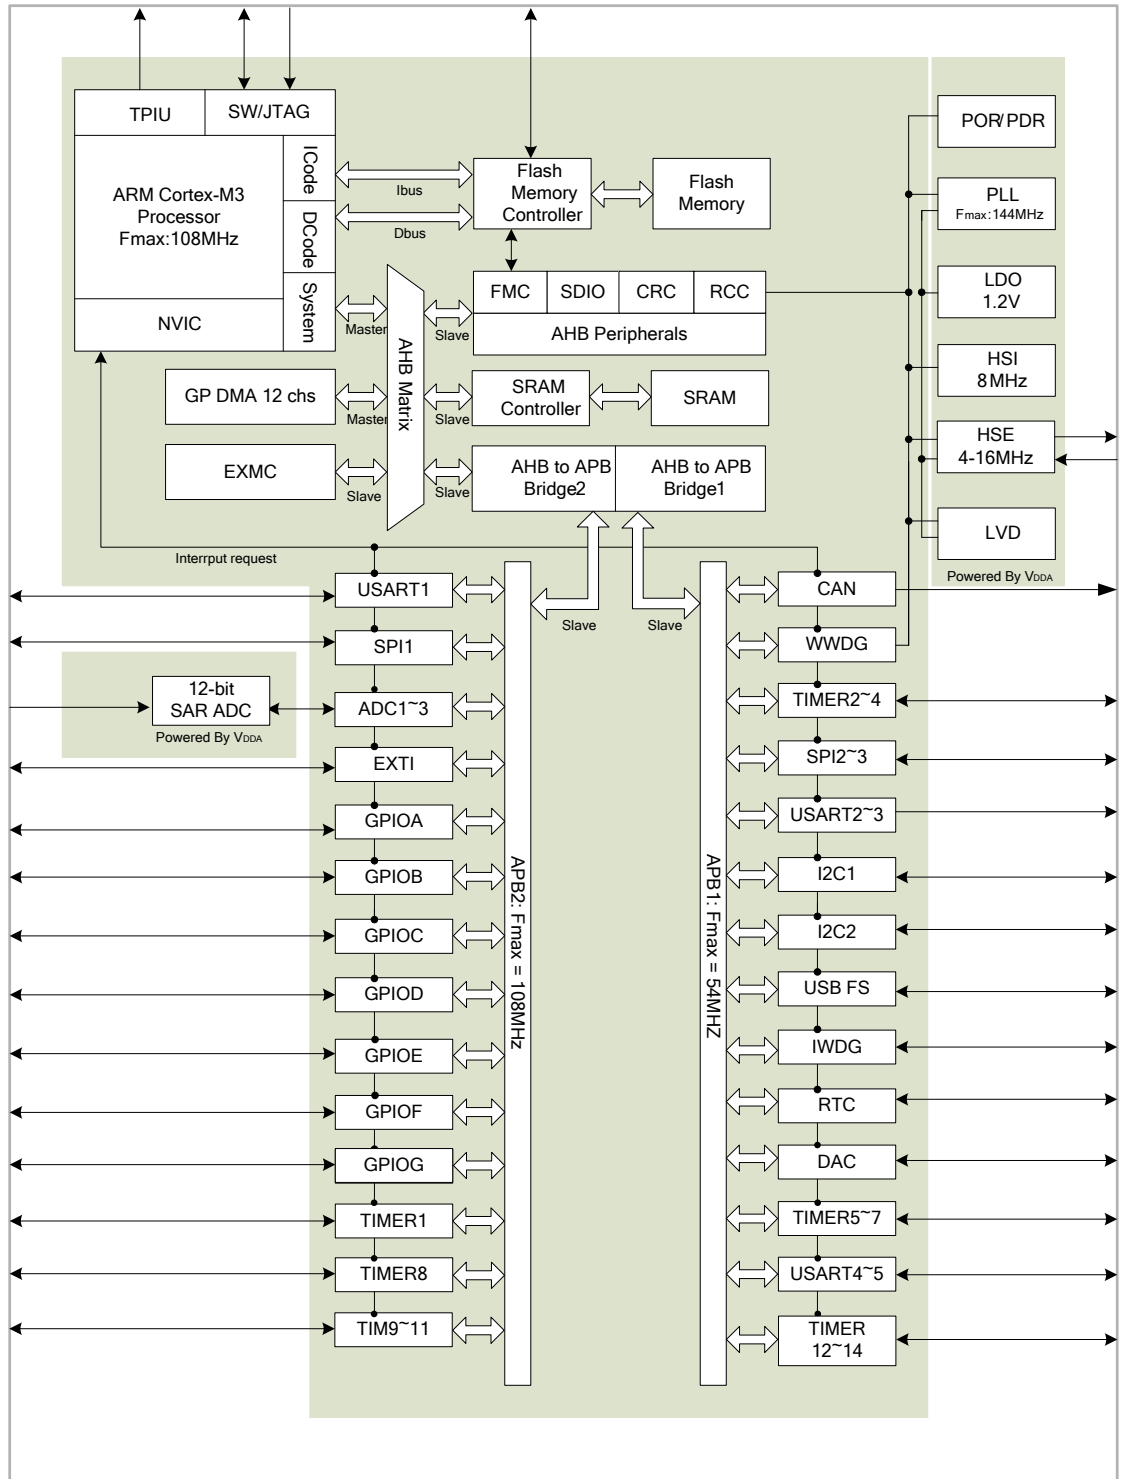 TPIU
SW/JTAG
POR/PDR
ICode
Ibus
Flash
Memory
Controller
Flash
Memory
PLL
Fmax:144MHz
ARM Cortex-M3
Processor
Fmax:108MHz
DCode
Dbus
LDO
1.2V
System
Master
Slave
FMC
SDIO
CRC
RCC
AHB Peripherals
NVIC
AHB Matrix
HSI
8MHz
GP DMA 12 chs
Master
Slave
SRAM
Controller
SRAM
HSE
4-16MHz
EXMC
Slave
Slave
AHB to APB
Bridge2
AHB to APB
Bridge1
LVD
Interrput request
Powered By VDDA
USART1
Slave
Slave
CAN
SPI1
WWDG
12-bit
SAR ADC
Powered By VDDA
ADC1~3
TIMER2~4
EXTI
SPI2~3
GPIOA
USART2~3
APB2: Fmax = 108MHz
APB1: Fmax = 54MHZ
GPIOB
I2C1
GPIOC
I2C2
GPIOD
USB FS
GPIOE
IWDG
GPIOF
RTC
GPIOG
DAC
TIMER1
TIMER5~7
TIMER8
USART4~5
TIM9~11
TIMER
12~14